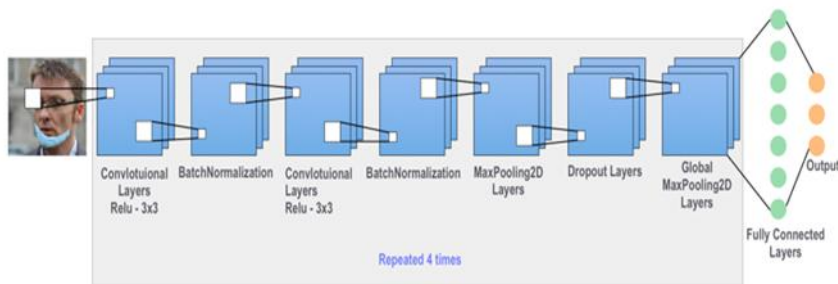 Convlotuional
Layers
Relu - 3x3
BatchNormalization
Convlotuional
Layers
Relu - 3x3
BatchNormalization
MaxPooling2D
Layers
Dropout Layers
Global
MaxPooling2D
Layers
Output
Fully Connected
Layers
Repeated 4 times